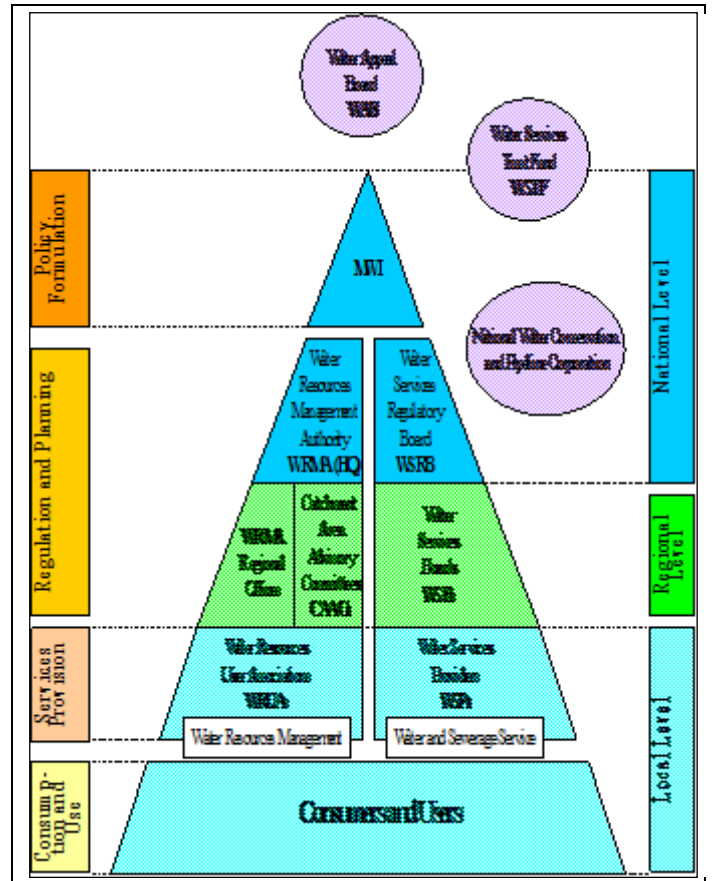 Water Appeal
Board
WAB
Water Services
Trust Fund
WSTF
Policy
Formulation
MWI
National Level
National Water Conservation
and Pipeline Corporation
Regulation and Planning
Water
Resources
Management
Authority
WRMA (HQ)
Water
Services
Regulatory
Board
WSRB
WRMA
Regional
Offices
Catchment
Area
Advisory
Committees
Water
Services
Boards
WSBs
Regional
Level
Services
Provision
Water Resources
User Associations
WRUAs
Water Services
Providers
WSPs
Water Resources Management
Water and Sewerage Service
Local Level
Consump-
tion and
Use
Consumers and Users